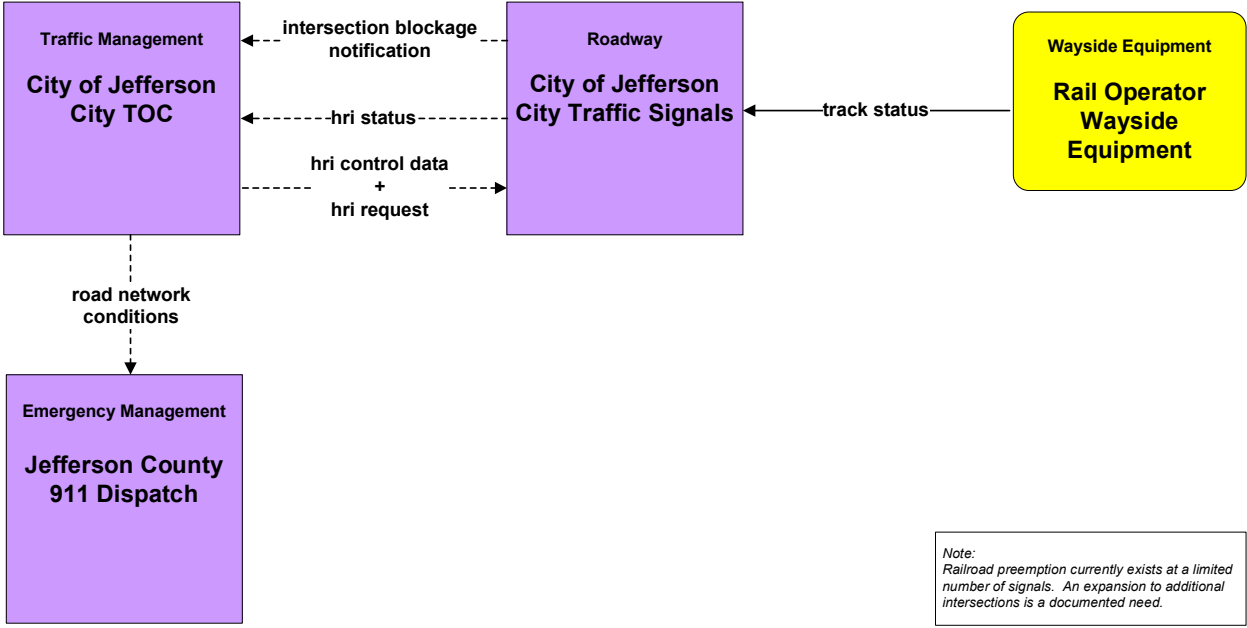 Traffic Management
City of Jefferson
City TOC
intersection blockage
notification
hri status
hri control data
+
hri request
Roadway
City of Jefferson
City Traffic Signals
track status
Wayside Equipment
Rail Operator
Wayside
Equipment
road network
conditions
Emergency Management
Jefferson County
911 Dispatch
Note:
Railroad preemption currently exists at a limited
number of signals. An expansion to additional
intersections is a documented need.